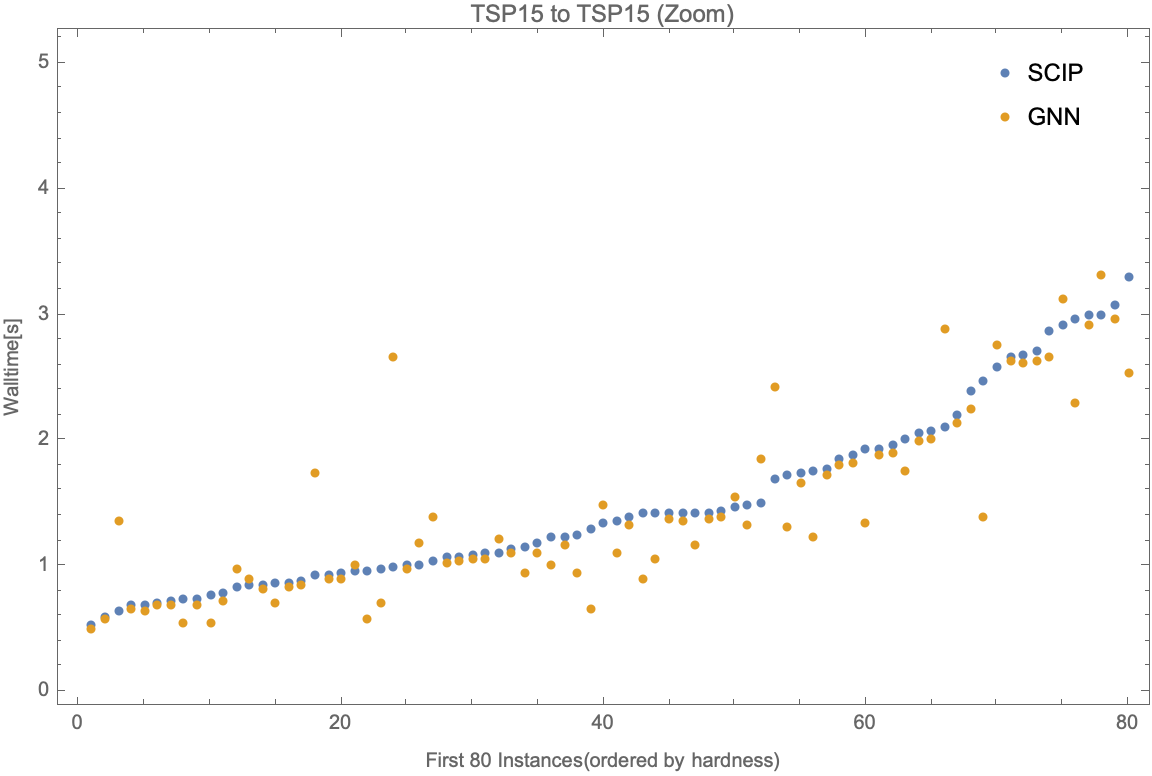 TSP15 to TSP15 (Zoom)
SCIP
GNN
Walltime[s]
5
4
3
2
1
0
0 20 40 60 80
First 80 Instances(ordered by hardness)